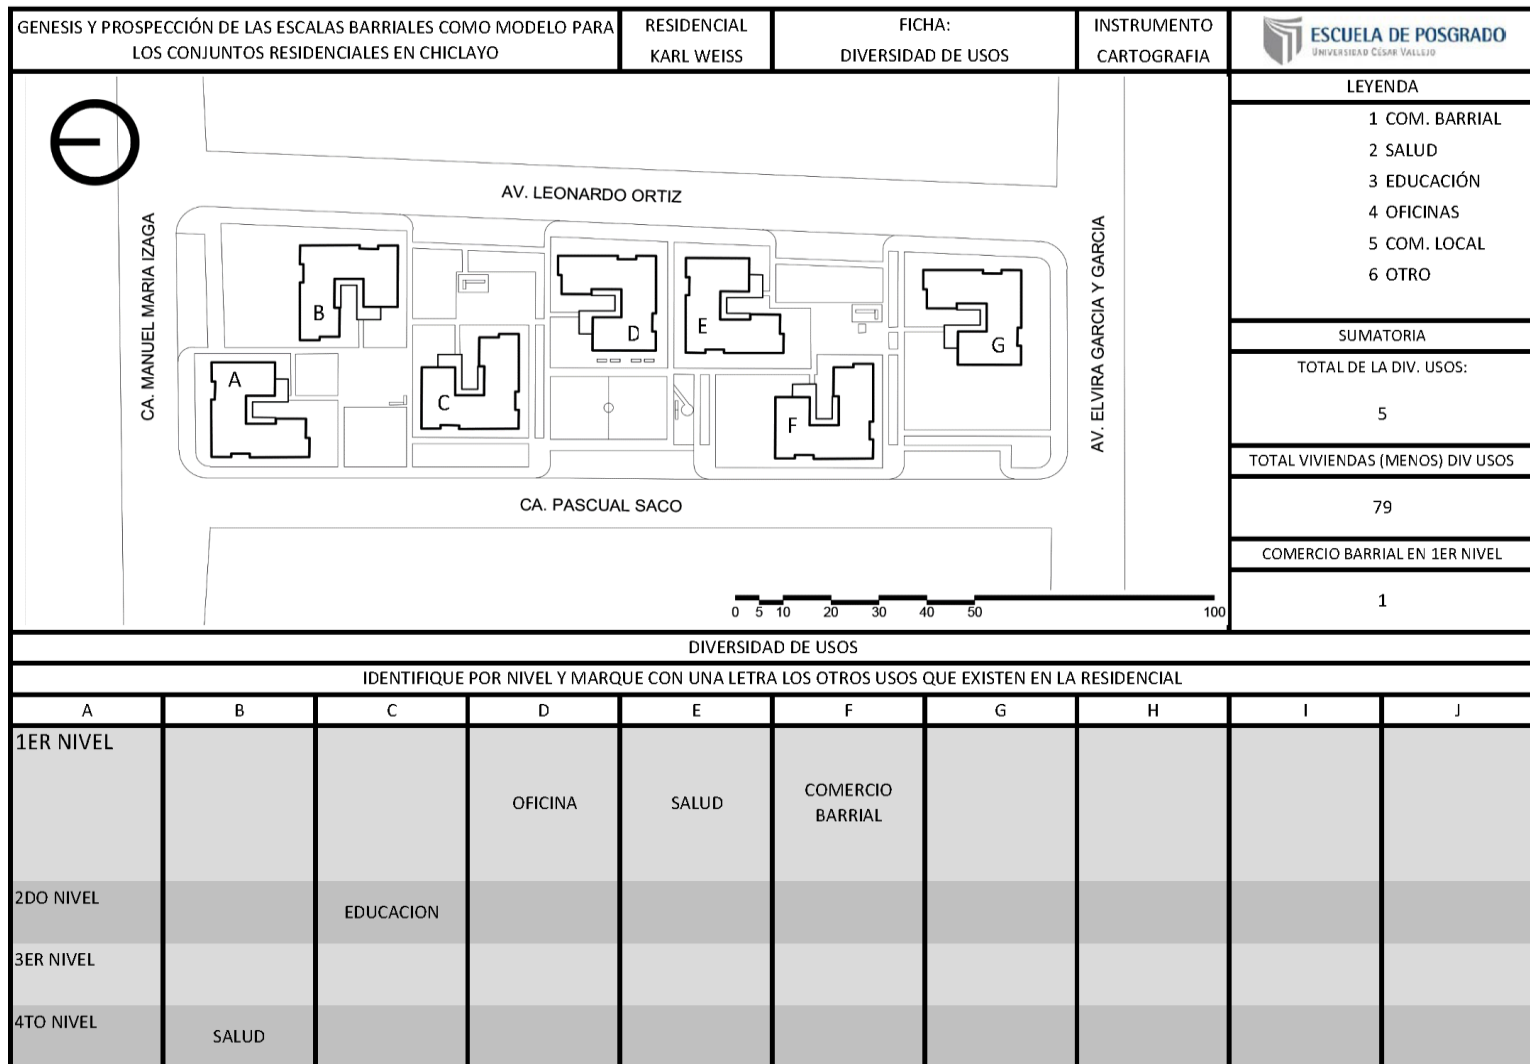 GENESIS Y PROSPECCIÓN DE LAS ESCALAS BARRIALES COMO MODELO PARA
LOS CONJUNTOS RESIDENCIALES EN CHICLAYO
RESIDENCIAL
KARL WEISS
FICHA:
DIVERSIDAD DE USOS
INSTRUMENTO
CARTOGRAFIA
ESCUELA DE POSGRADO
UNIVERSIDAD CÉSAR VALLEJO
AV. LEONARDO ORTIZ
CA. MANUEL MARIA IZAGA
AV. ELVIRA GARCIA Y GARCIA
CA. PASCUAL SACO
A
B
C
D
E
F
G
0 5 10 20 30 40 50 100
LEYENDA
1 COM. BARRIAL
2 SALUD
3 EDUCACIÓN
4 OFICINAS
5 COM. LOCAL
6 OTRO
SUMATORIA
TOTAL DE LA DIV. USOS:
5
TOTAL VIVIENDAS (MENOS) DIV USOS
79
COMERCIO BARRIAL EN 1ER NIVEL
1
DIVERSIDAD DE USOS
IDENTIFIQUE POR NIVEL Y MARQUE CON UNA LETRA LOS OTROS USOS QUE EXISTEN EN LA RESIDENCIAL
A B C D E F G H I J
1ER NIVEL
OFICINA
SALUD
COMERCIO
BARRIAL
2DO NIVEL
EDUCACION
3ER NIVEL
4TO NIVEL
SALUD